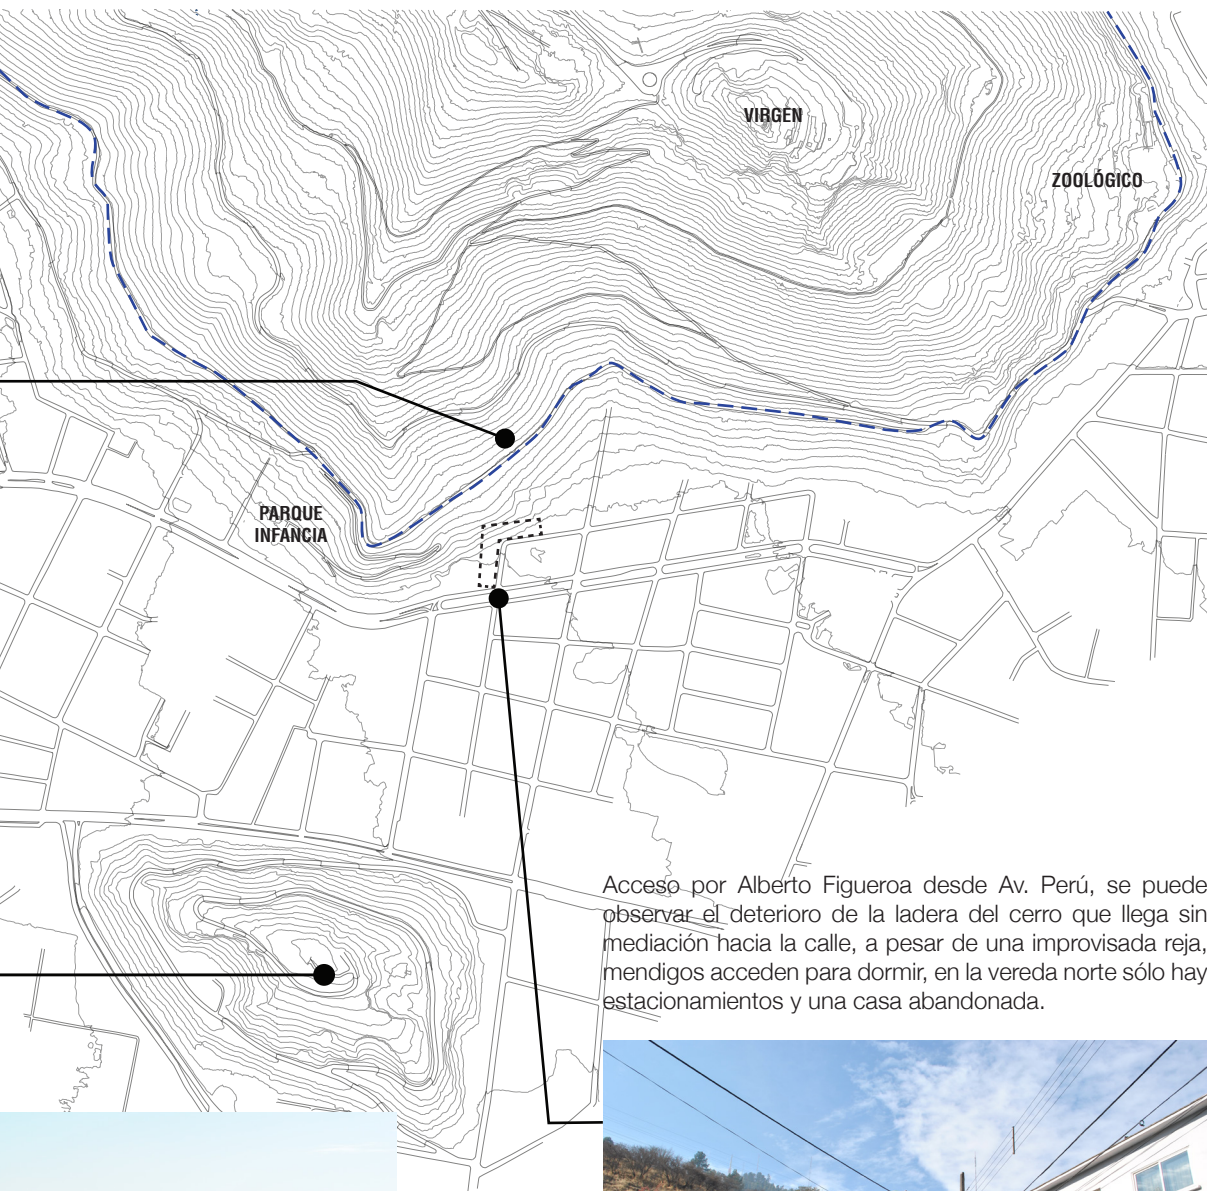 VIRGEN
ZOOLÓGICO
PARQUE
INFANCIA
Acceso por Alberto Figueroa desde Av. Perú, se puede
observar el deterioro de la ladera del cerro que llega sin
mediación hacia la calle, a pesar de una improvisada reja,
mendigos acceden para dormir, en la vereda norte sólo hay
estacionamientos y una casa abandonada.